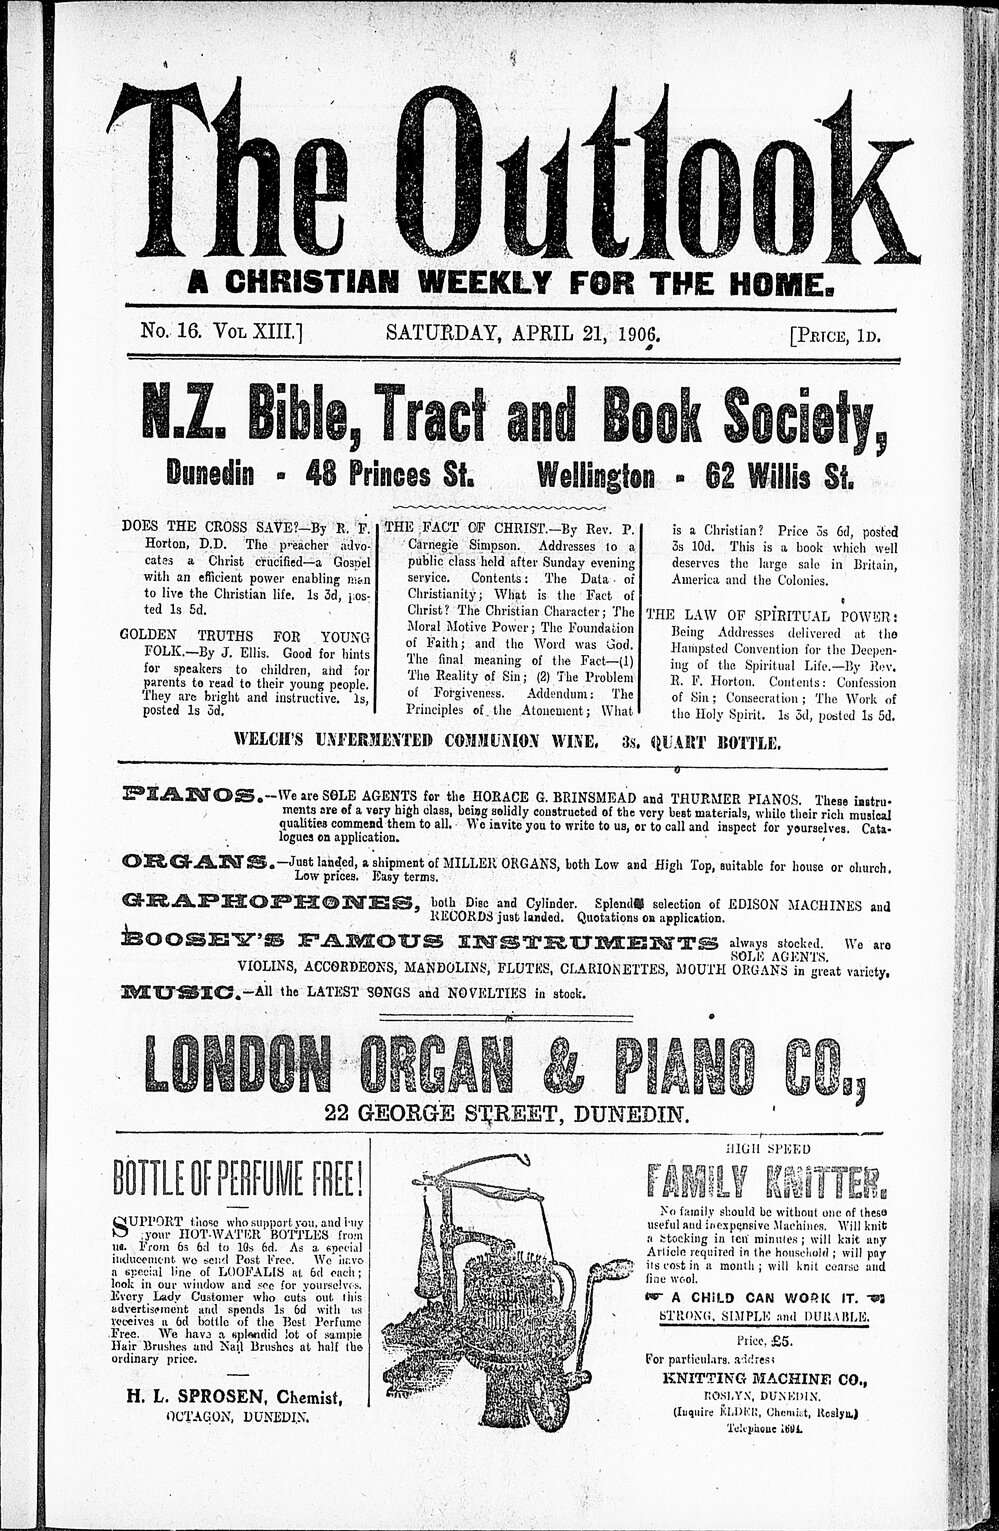 The Outlook
A CHRISTIAN WEEKLY FOR THE HOME.
No. 16. Vol XIII.] SATURDAY, APRIL 21, 1906. [Price, 1d.
N.Z. Bible, Tract and Book Society,
Dunedin - 48 Princes St. Wellington - 62 Willis St.
DOES THE CROSS SAVE?—By R. F.
Horton, D.D. The preacher advo-
cates a Christ crucified—a Gospel
with an efficient power enabling men
to live the Christian life. 1s 3d, pos-
ted 1s 5d.
GOLDEN TRUTHS FOR YOUNG
FOLK.—By J. Ellis. Good for hints
for speakers to children, and for
parents to read to their young people.
They are bright and instructive. 1s,
posted 1s 3d.
THE FACT OF CHRIST.—By Rev. P.
Carnegie Simpson. Addresses to a
public class held after Sunday evening
service. Contents: The Data of
Christianity; What is the Fact of
Christ? The Christian Character; The
Moral Motive Power; The Foundation
of Faith; and the Word was God.
The final meaning of the Fact—(1)
The Reality of Sin; (2) The Problem
of Forgiveness. Addendum: The
Principles of the Atonement; What
is a Christian? Price 3s 6d, posted
3s 10d. This is a book which well
deserves the large sale in Britain,
America and the Colonies.
THE LAW OF SPIRITUAL POWER:
Being Addresses delivered at the
Hampsted Convention for the Deepen-
ing of the Spiritual Life.—By Rev.
R. F. Horton. Contents: Confession
of Sin; Consecration; The Work of
the Holy Spirit. 1s 3d, posted 1s 5d.
WELCH'S UNFERMENTED COMMUNION WINE. 3s. QUART BOTTLE.
PIANOS.—We are SOLE AGENTS for the HORACE G. BRINSMEAD and THURMER PIANOS. These instru-
ments are of a very high class, being solidly constructed of the very best materials, while their rich musical
qualities commend them to all. We invite you to write to us, or to call and inspect for yourselves. Cata-
logues on application.
ORGANS.—Just landed, a shipment of MILLER ORGANS, both Low and High Top, suitable for house or church.
Low prices. Easy terms.
GRAPHOPHONES, both Disc and Cylinder. Splendid selection of EDISON MACHINES and
RECORDS just landed. Quotations on application.
BOOSEY'S FAMOUS INSTRUMENTS always stocked. We are
SOLE AGENTS.
VIOLINS, ACCORDEONS, MANDOLINS, FLUTES, CLARIONETTES, MOUTH ORGANS in great variety.
MUSIC.—All the LATEST SONGS and NOVELTIES in stock.
LONDON ORGAN & PIANO CO.,
22 GEORGE STREET, DUNEDIN.
BOTTLE OF PERFUME FREE!
SUPPORT those who support you, and buy
your HOT-WATER BOTTLES from
us. From 6s 6d to 10s 6d. As a special
inducement we send Post Free. We have
a special line of LOOFALIS at 6d each;
look in our window and see for yourselves.
Every Lady Customer who cuts out this
advertisement and spends 1s 6d with us
receives a 6d bottle of the Best Perfume
Free. We have a splendid lot of sample
Hair Brushes and Nail Brushes at half the
ordinary price.
H. L. SPROSEN, Chemist,
OCTAGON, DUNEDIN.
HIGH SPEED
FAMILY KNITTER.
No family should be without one of these
useful and inexpensive Machines. Will knit
a Stocking in ten minutes; will knit any
Article required in the household; will pay
its cost in a month; will knit coarse and
fine wool.
A CHILD CAN WORK IT.
STRONG, SIMPLE and DURABLE.
Price, £5.
For particulars, address
KNITTING MACHINE CO.,
ROSLYN, DUNEDIN.
(Inquire ELDER, Chemist, Roslyn.)
Telephone 1694.